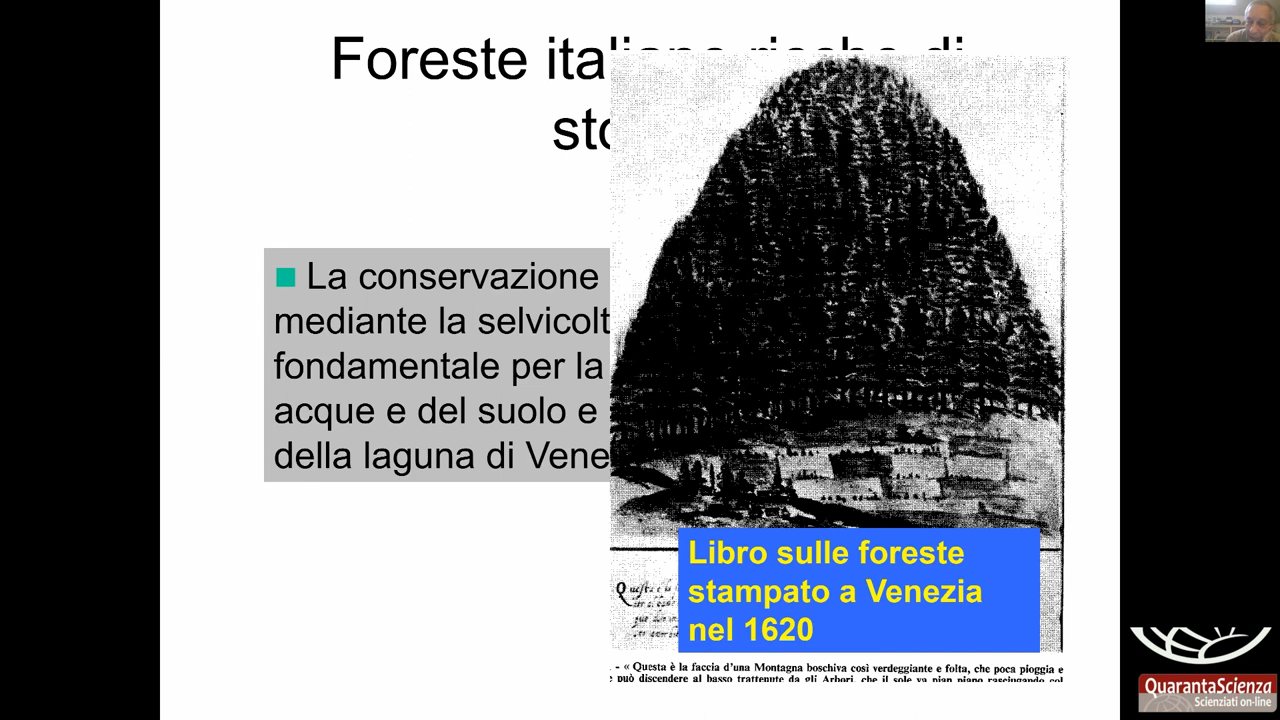 Foreste ita
sto
La conservazione
mediante la selvicolt
fondamentale per la
acque e del suolo e
della laguna di Vene
Libro sulle foreste
stampato a Venezia
nel 1620
- « Questa è la faccia d'una Montagna boschiva così verdeggiante e folta, che poca pioggia e
può discendere al basso trattenute da gli Arbori, che il sole va pian piano rasciugando col
QuarantaScienza
Scienziati on-line